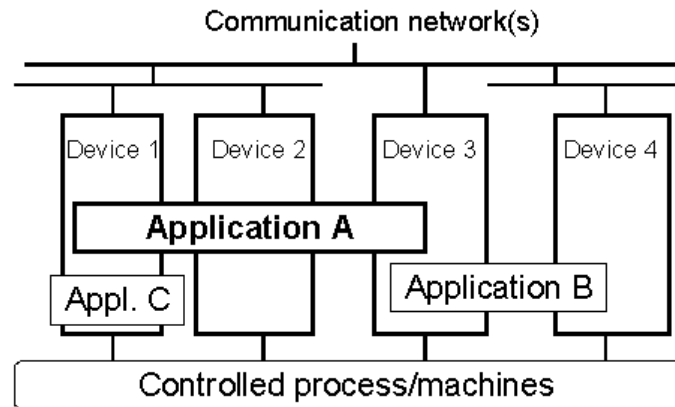 Communication network(s)
Device 1
Device 2
Device 3
Device 4
Application A
Appl. C
Application B
Controlled process/machines